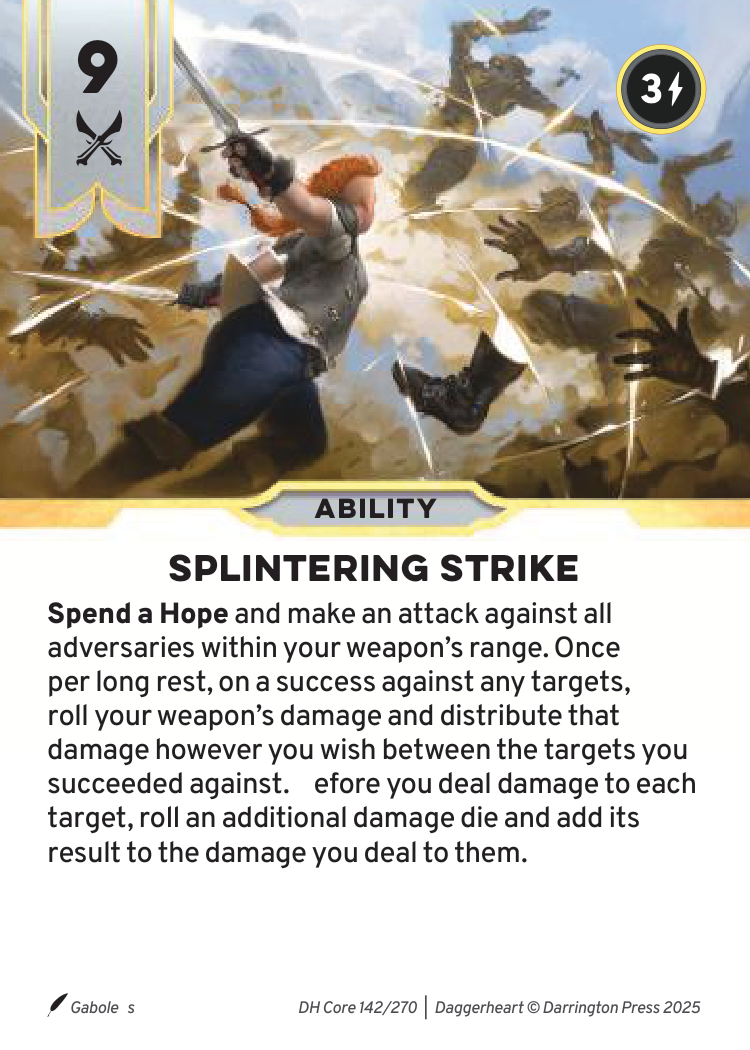 9
3
ABILITY
SPLINTERING STRIKE
Spend a Hope and make an attack against all
adversaries within your weapon's range. Once
per long rest, on a success against any targets,
roll your weapon's damage and distribute that
damage however you wish between the targets you
succeeded against. efore you deal damage to each
target, roll an additional damage die and add its
result to the damage you deal to them.
Gabole s
DH Core 142/270 | Daggerheart © Darrington Press 2025